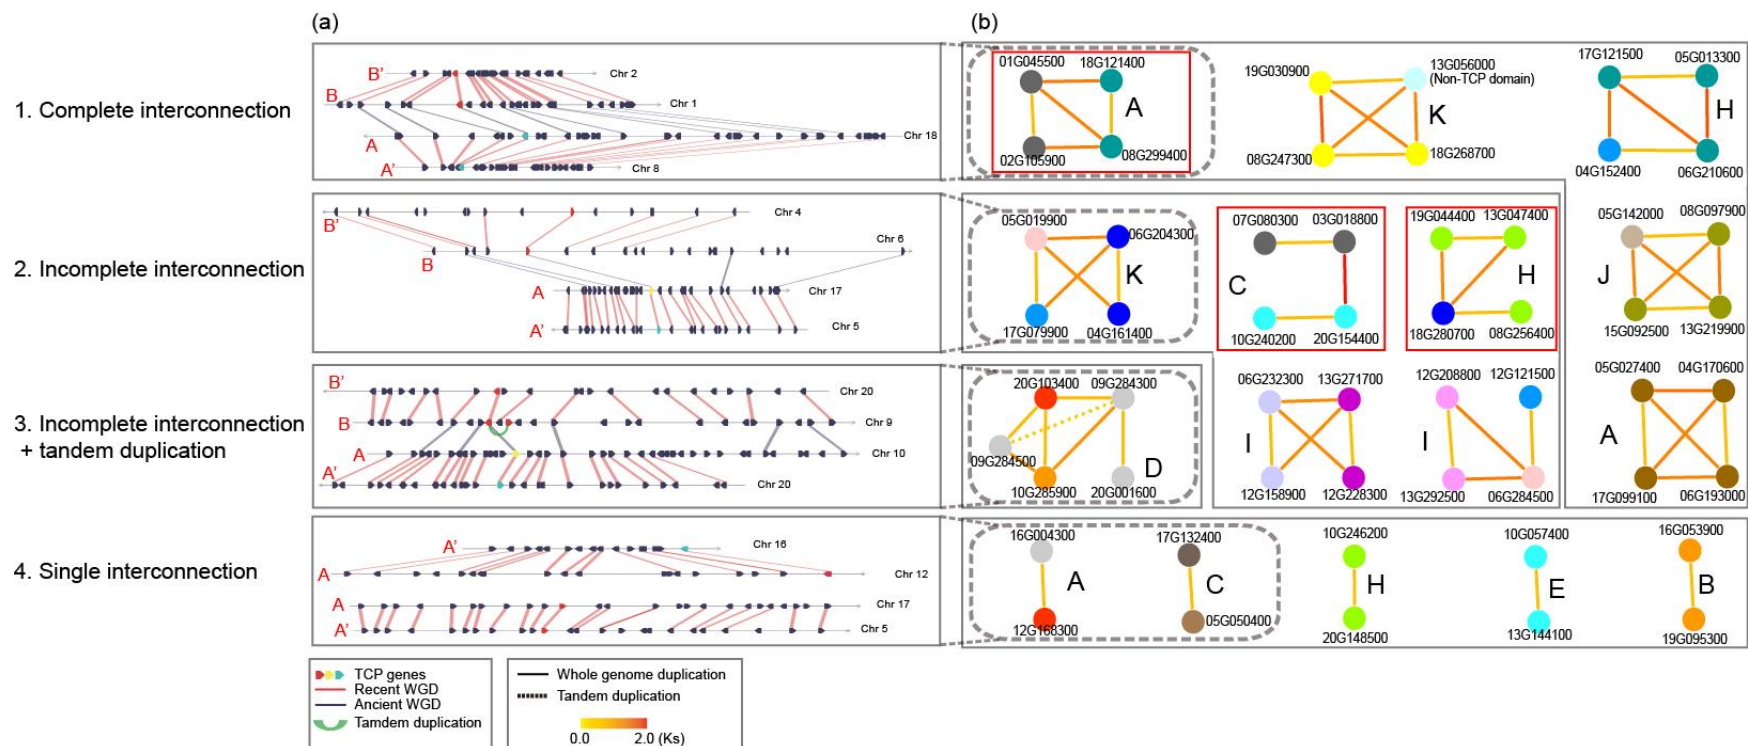 (a)
(b)
1. Complete interconnection
B'
Chr 2
B
Chr 1
A
Chr 18
A'
Chr 8
01G045500
18G121400
A
02G105900
08G299400
19G030900
13G056000
(Non-TCP domain)
K
08G247300
18G268700
17G121500
05G013300
H
04G152400
06G210600
2. Incomplete interconnection
B'
Chr 4
B
Chr 6
A
Chr 17
A'
Chr 5
05G019900
06G204300
K
17G079900
04G161400
07G080300
03G018800
C
10G240200
20G154400
19G044400
13G047400
H
18G280700
08G256400
05G142000
08G097900
J
15G092500
13G219900
3. Incomplete interconnection
+ tandem duplication
B'
Chr 20
B
Chr 9
A
Chr 10
A'
Chr 20
20G103400
09G284300
09G284500
D
10G285900
20G001600
06G232300
13G271700
I
12G158900
12G228300
12G208800
12G121500
I
13G292500
06G284500
05G027400
04G170600
A
17G099100
06G193000
4. Single interconnection
A'
Chr 16
A
Chr 12
A
Chr 17
A'
Chr 5
16G004300
A
12G168300
17G132400
C
05G050400
10G246200
H
20G148500
10G057400
E
13G144100
16G053900
B
19G095300
TCP genes
Recent WGD
Ancient WGD
Tamdem duplication
Whole genome duplication
Tandem duplication
0.0
2.0 (Ks)